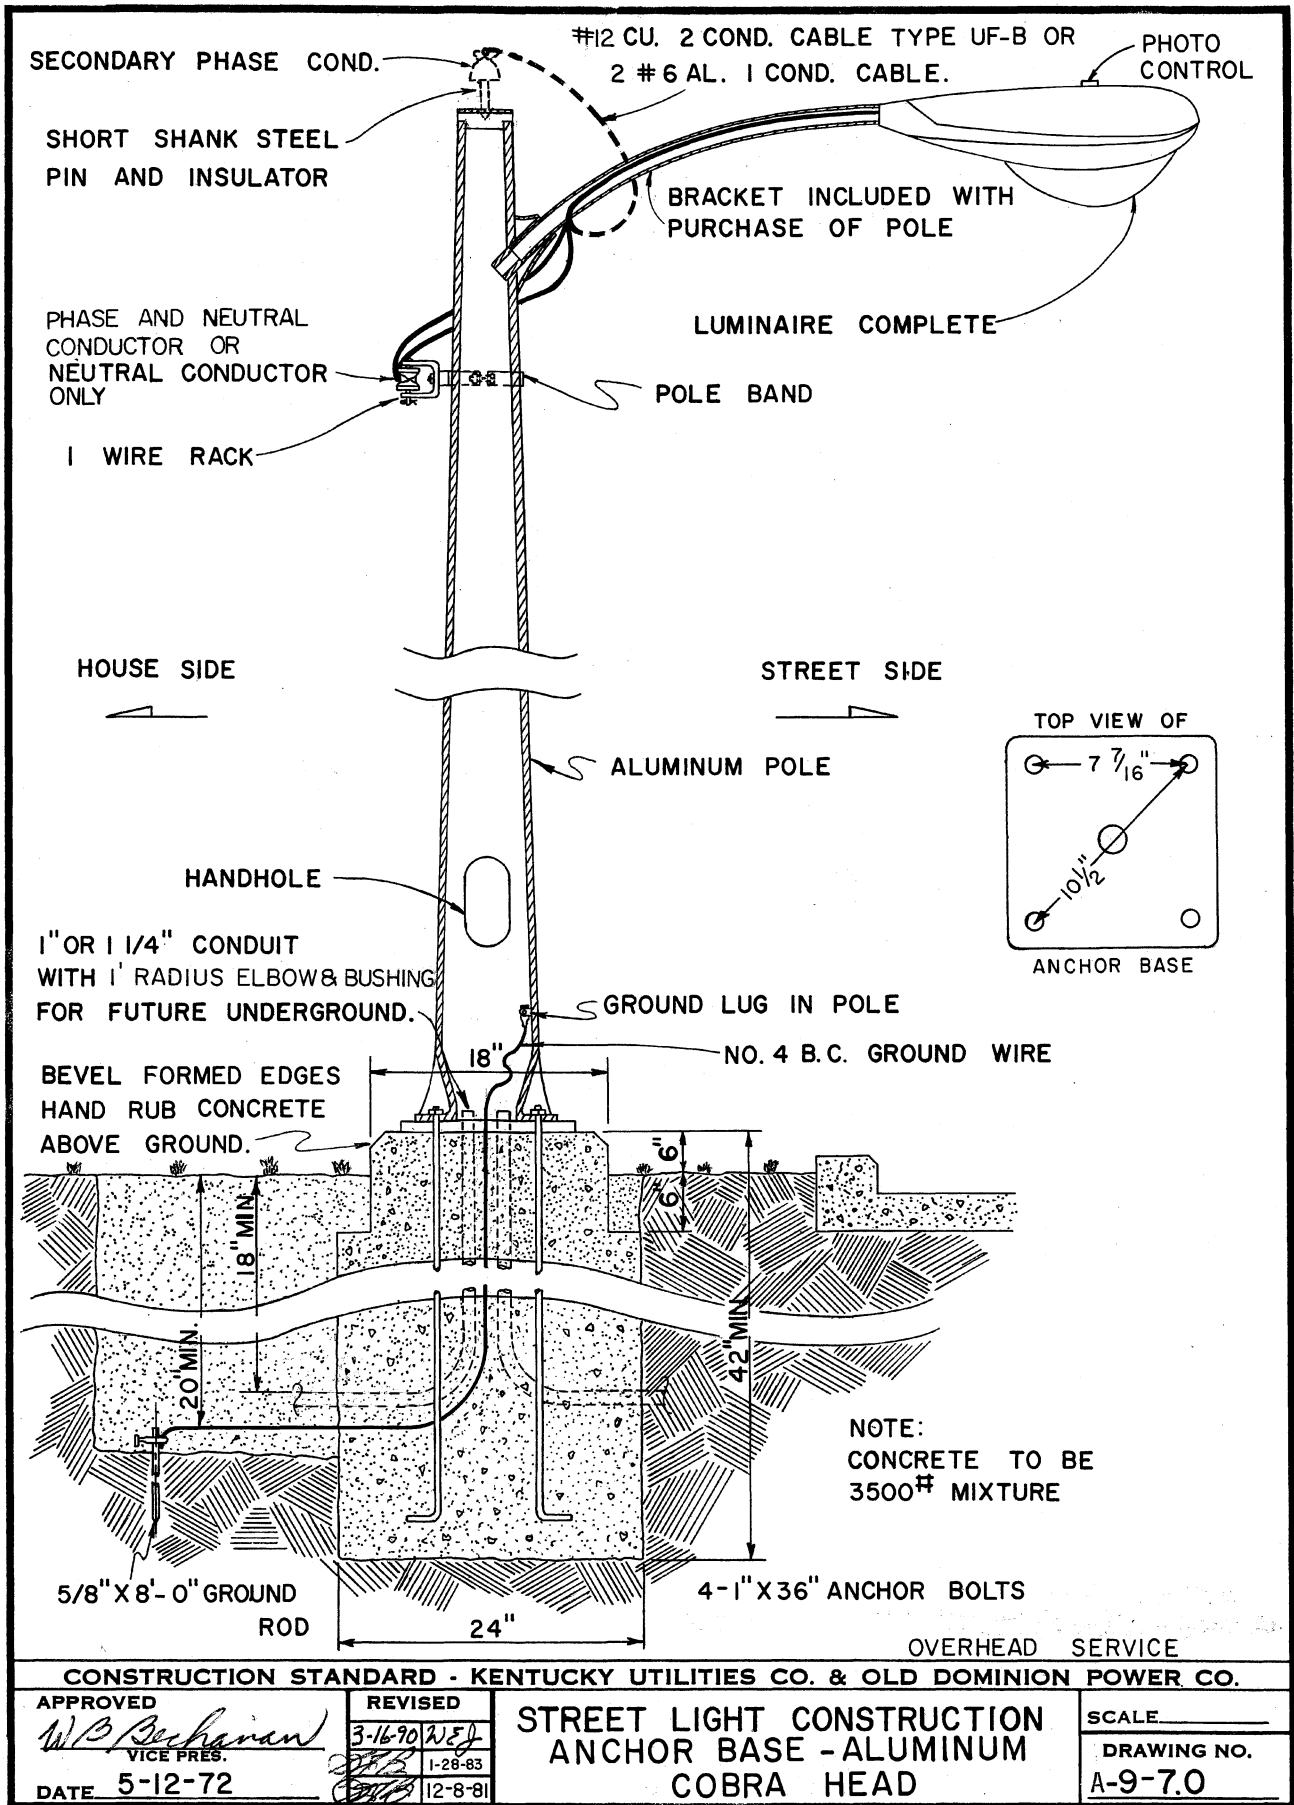 SECONDARY PHASE COND.
#12 CU. 2 COND. CABLE TYPE UF-B OR
2 #6 AL. 1 COND. CABLE.
PHOTO
CONTROL
SHORT SHANK STEEL
PIN AND INSULATOR
BRACKET INCLUDED WITH
PURCHASE OF POLE
PHASE AND NEUTRAL
CONDUCTOR OR
NEUTRAL CONDUCTOR
ONLY
LUMINAIRE COMPLETE
POLE BAND
1 WIRE RACK
HOUSE SIDE
STREET SIDE
TOP VIEW OF
7 7/16"
10 1/2"
ANCHOR BASE
ALUMINUM POLE
HANDHOLE
1" OR 1 1/4" CONDUIT
WITH 1' RADIUS ELBOW & BUSHING
FOR FUTURE UNDERGROUND.
GROUND LUG IN POLE
NO. 4 B.C. GROUND WIRE
18"
BEVEL FORMED EDGES
HAND RUB CONCRETE
ABOVE GROUND.
6"
6"
18" MIN
20" MIN.
42" MIN.
NOTE:
CONCRETE TO BE
3500# MIXTURE
5/8" X 8'-0" GROUND
ROD
24"
4-1" X 36" ANCHOR BOLTS
OVERHEAD SERVICE
CONSTRUCTION STANDARD - KENTUCKY UTILITIES CO. & OLD DOMINION POWER CO.
APPROVED
VICE PRES.
DATE 5-12-72
REVISED
3-16-90 WEJ
1-28-83
12-8-81
STREET LIGHT CONSTRUCTION
ANCHOR BASE - ALUMINUM
COBRA HEAD
SCALE
DRAWING NO.
A-9-7.0